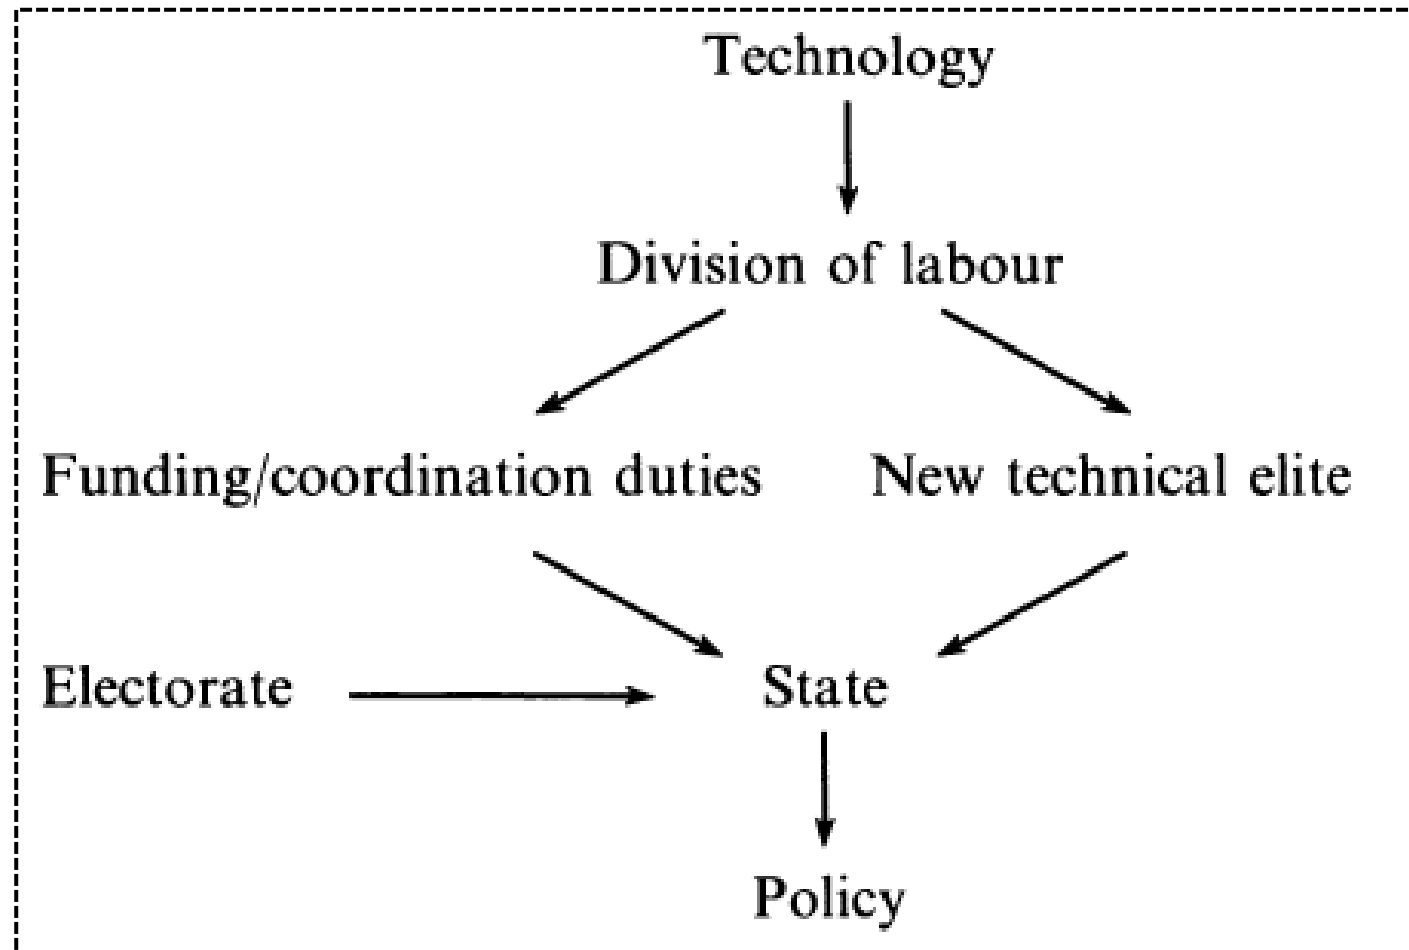 Technology
Division of labour
Funding/coordination duties New technical elite
Electorate State
Policy